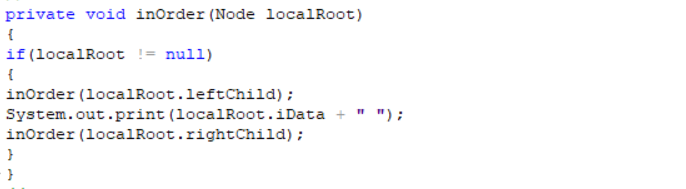 private void inOrder(Node localRoot)
{
if(localRoot != null)
{
inOrder(localRoot.leftChild);
System.out.print(localRoot.iData + " ");
inOrder(localRoot.rightChild);
}
}